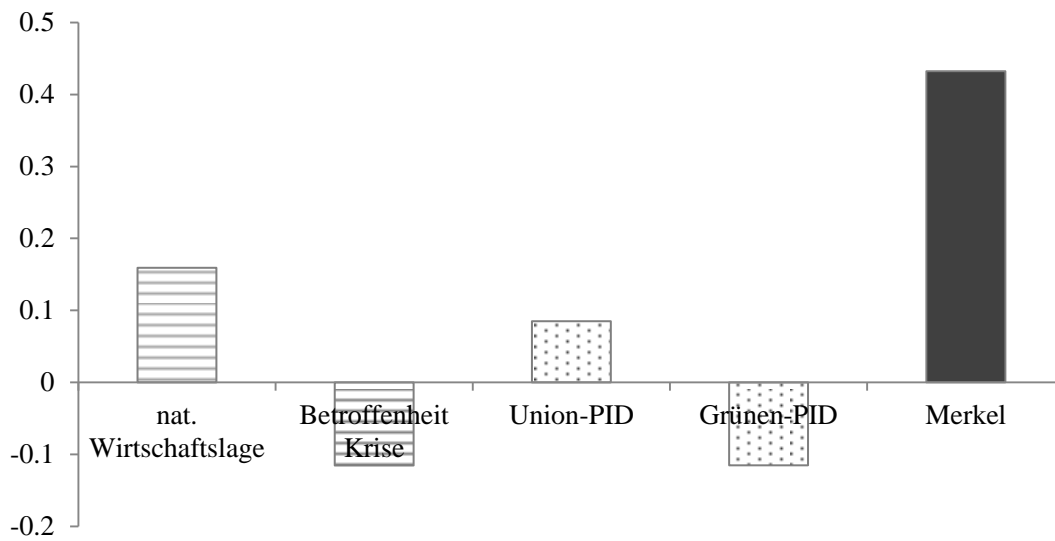 0.5
0.4
0.3
0.2
0.1
0
-0.1
-0.2
nat.
Wirtschaftslage
Betroffenheit
Krise
Union-PID
Grünen-PID
Merkel